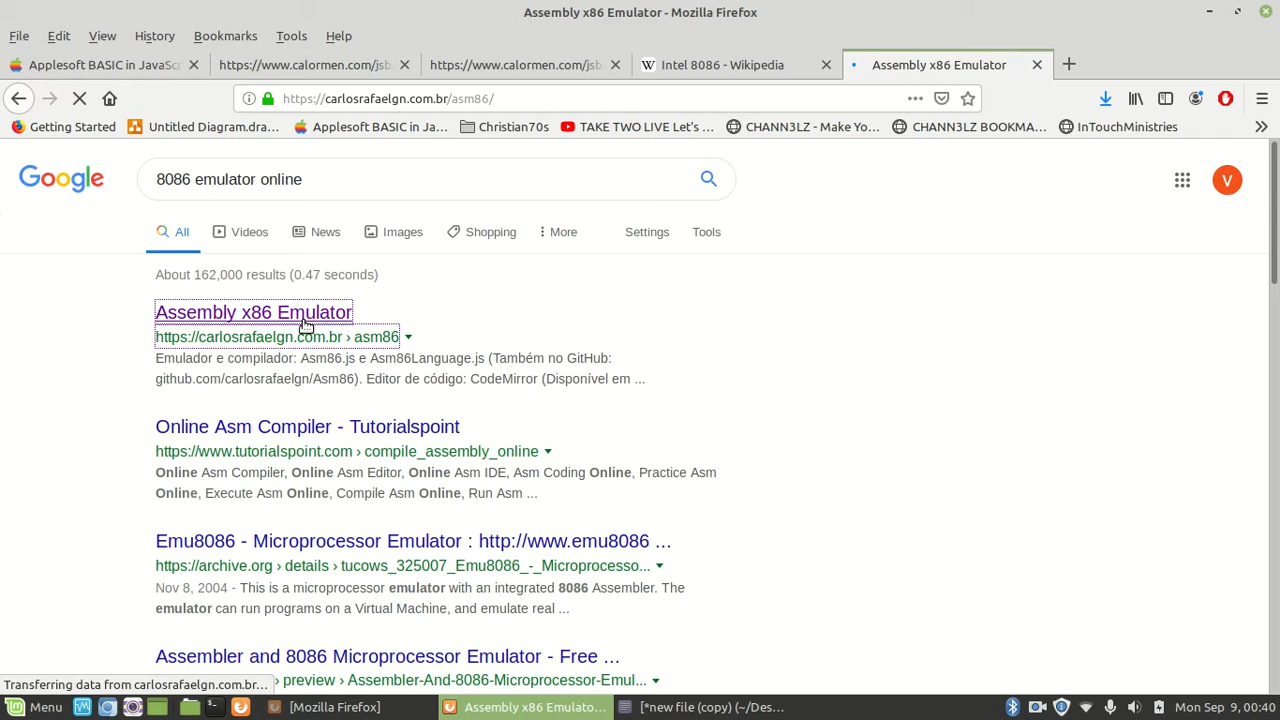 Assembly x86 Emulator - Mozilla Firefox
File Edit View History Bookmarks Tools Help
Applesoft BASIC in JavaScr https://www.calormen.com/jsb https://www.calormen.com/jsb W Intel 8086 - Wikipedia Assembly x86 Emulator
https://carlosrafaelgn.com.br/asm86/
Getting Started Untitled Diagram.dra... Applesoft BASIC in Ja... Christian70s TAKE TWO LIVE Let's ... CHANN3LZ - Make Yo... CHANN3LZ BOOKMA... InTouchMinistries
Google 8086 emulator online V
All Videos News Images Shopping More Settings Tools
About 162,000 results (0.47 seconds)
Assembly x86 Emulator
https://carlosrafaelgn.com.br › asm86
Emulador e compilador: Asm86.js e Asm86Language.js (Também no GitHub:
github.com/carlosrafaelgn/Asm86). Editor de código: CodeMirror (Disponível em ...
Online Asm Compiler - Tutorialspoint
https://www.tutorialspoint.com › compile_assembly_online
Online Asm Compiler, Online Asm Editor, Online Asm IDE, Asm Coding Online, Practice Asm
Online, Execute Asm Online, Compile Asm Online, Run Asm ...
Emu8086 - Microprocessor Emulator : http://www.emu8086 ...
https://archive.org › details › tucows_325007_Emu8086_-_Microprocesso...
Nov 8, 2004 - This is a microprocessor emulator with an integrated 8086 Assembler. The
emulator can run programs on a Virtual Machine, and emulate real ...
Assembler and 8086 Microprocessor Emulator - Free ...
› preview › Assembler-And-8086-Microprocessor-Emul...
Transferring data from carlosrafaelgn.com.br...
Menu [Mozilla Firefox] Assembly x86 Emulato... [*new file (copy) (~/Des... Mon Sep 9, 00:40